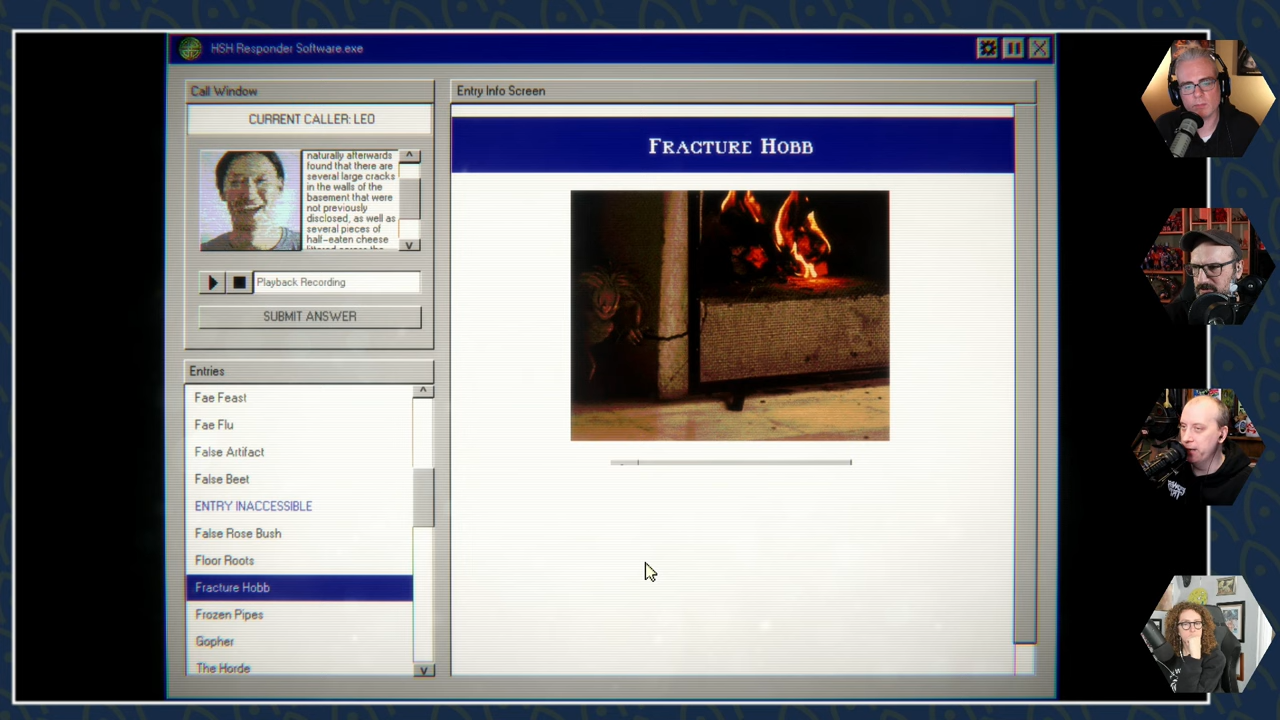 HSH Responder Software.exe
Call Window
CURRENT CALLER: LEO
naturally afterwards
found that there are
several large cracks
in the walls of the
basement that were
not previously
disclosed, as well as
several pieces of
half-eaten cheese
Playback Recording
SUBMIT ANSWER
Entries
Fae Feast
Fae Flu
False Artifact
False Beet
ENTRY INACCESSIBLE
False Rose Bush
Floor Roots
Fracture Hobb
Frozen Pipes
Gopher
The Horde
Entry Info Screen
Fracture Hobb